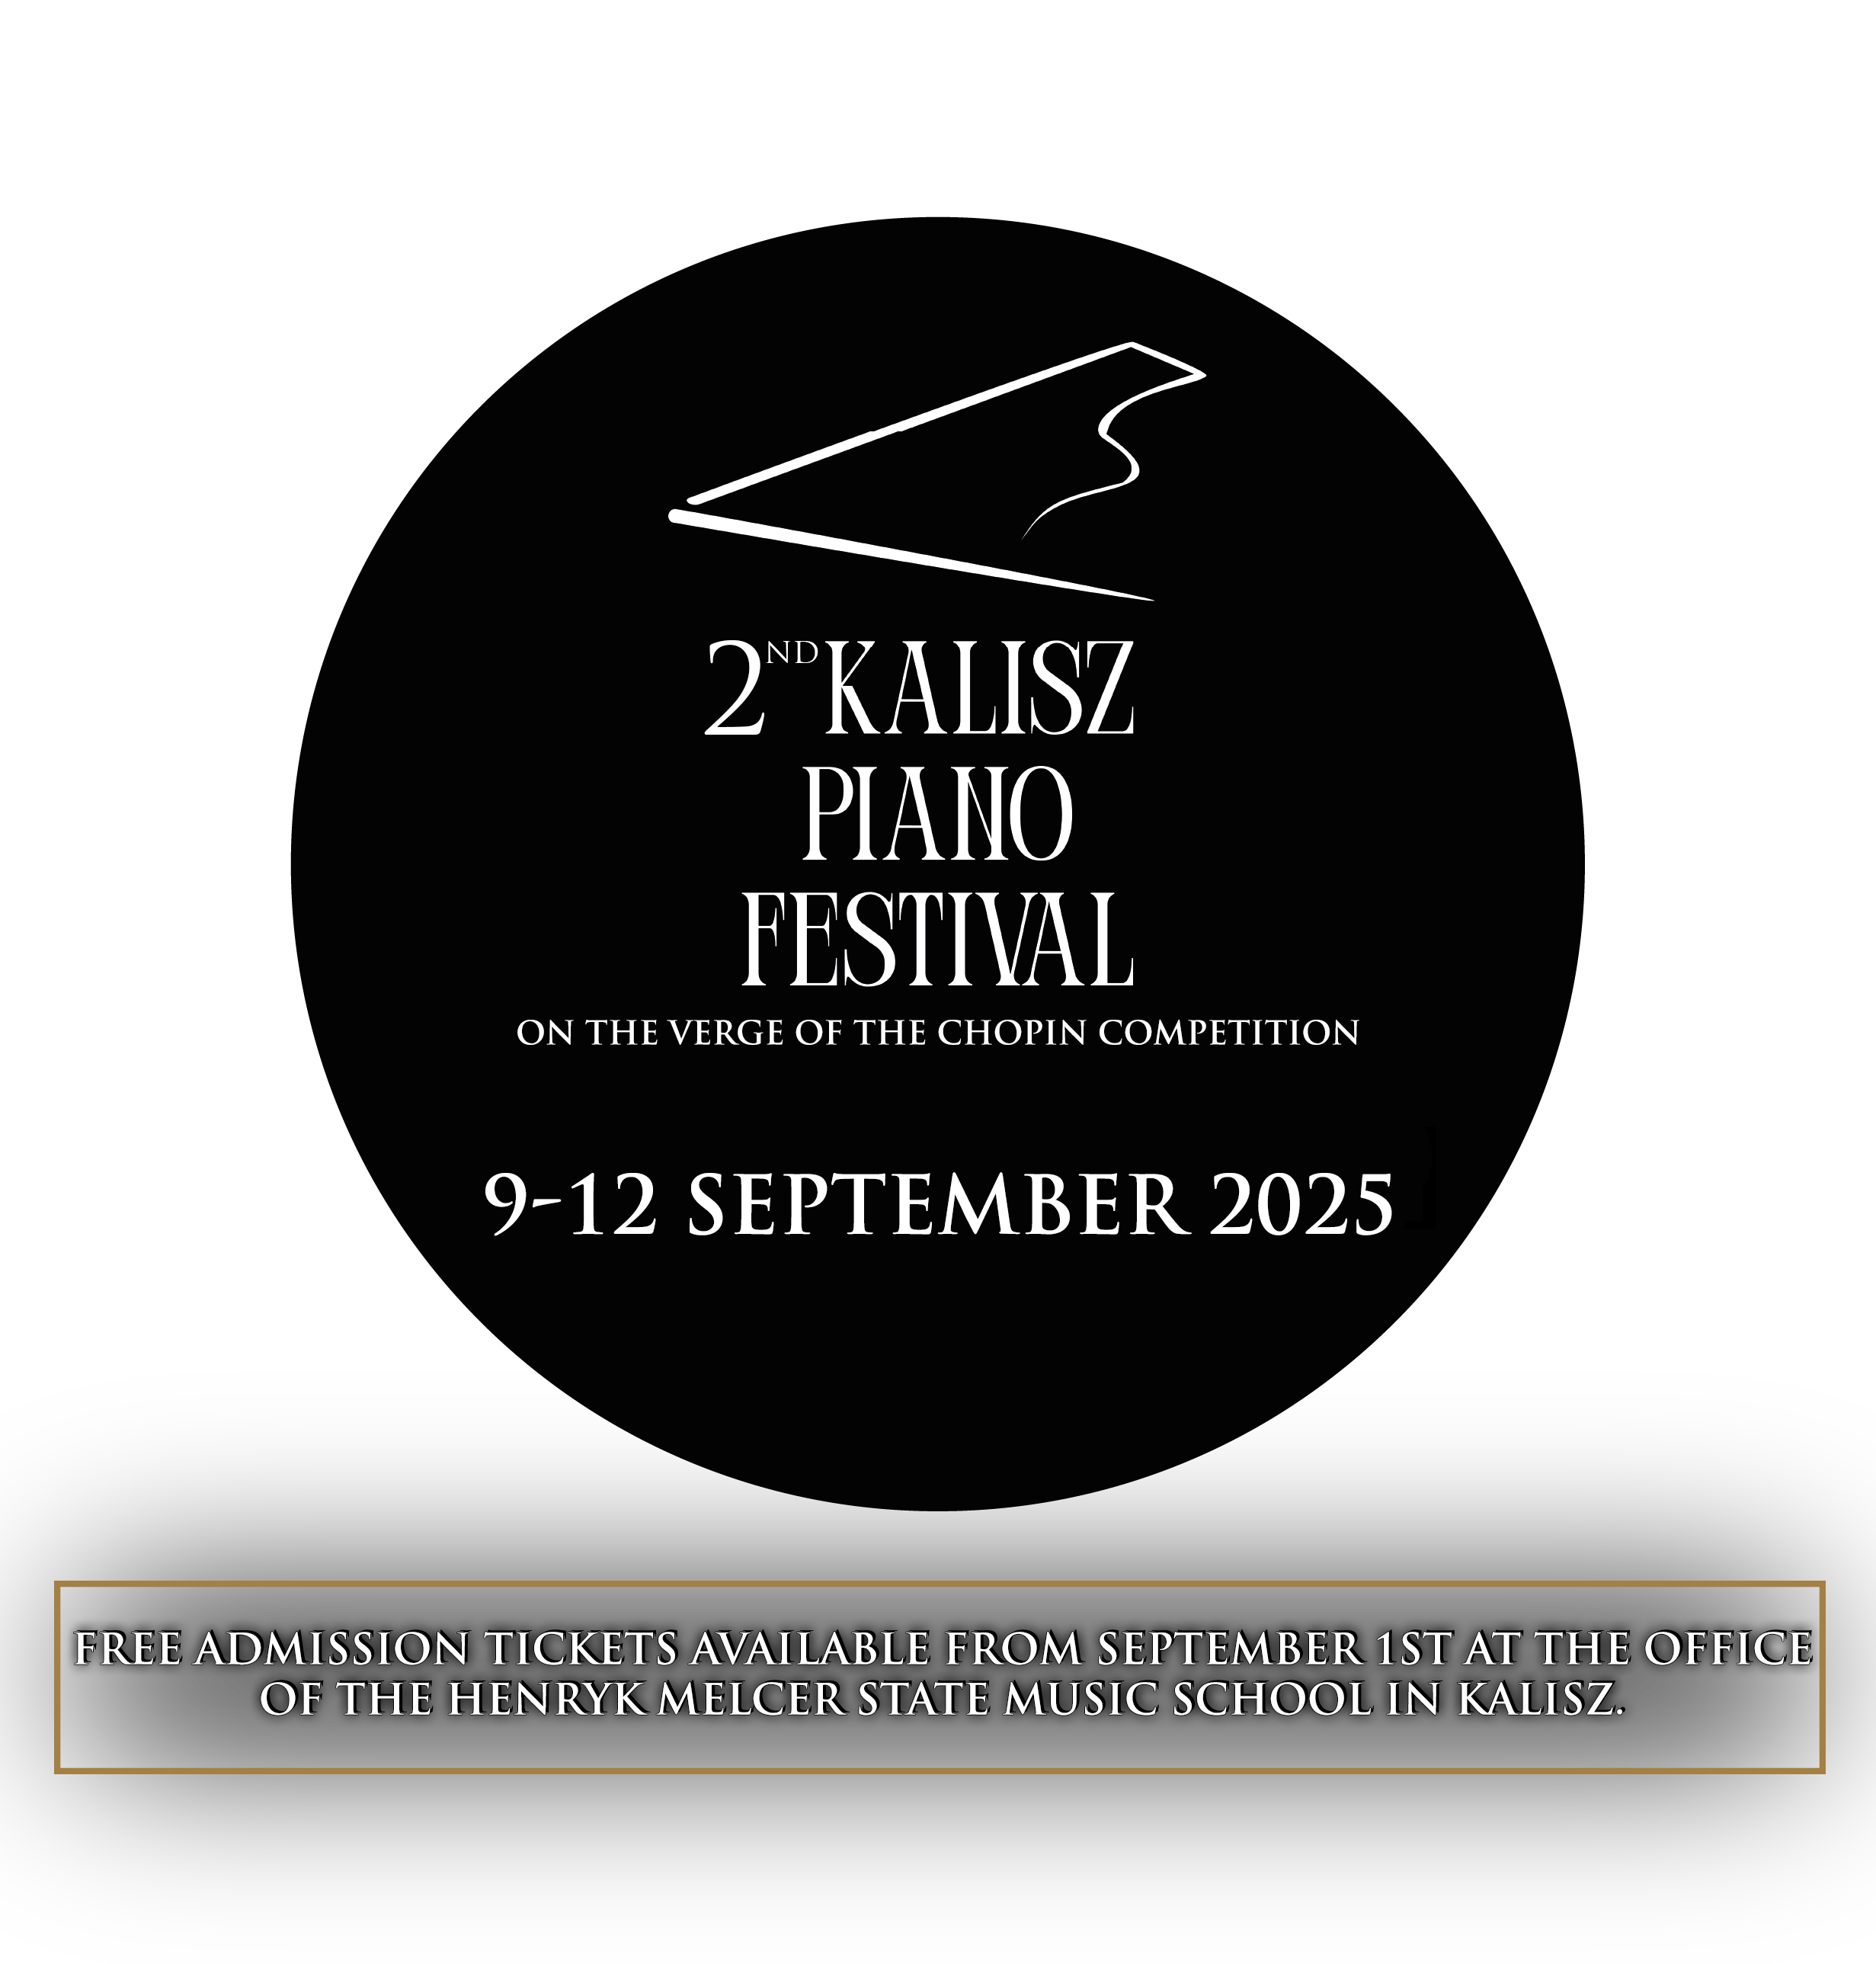 2ND KALISZ
PIANO
FESTIVAL
ON THE VERGE OF THE CHOPIN COMPETITION
9-12 SEPTEMBER 2025
FREE ADMISSION TICKETS AVAILABLE FROM SEPTEMBER 1ST AT THE OFFICE
OF THE HENRYK MELCER STATE MUSIC SCHOOL IN KALISZ.